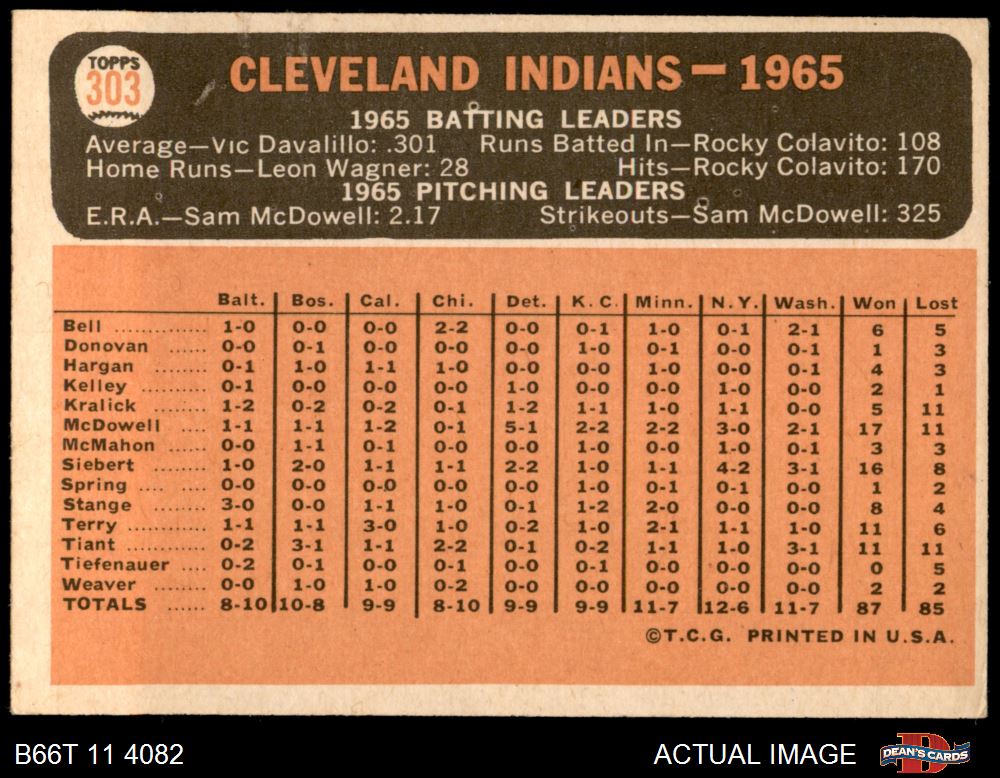 TOPPS
303
CLEVELAND INDIANS—1965
1965 BATTING LEADERS
Average—Vic Davalillo: .301 Runs Batted In—Rocky Colavito: 108
Home Runs—Leon Wagner: 28 Hits—Rocky Colavito: 170
1965 PITCHING LEADERS
E.R.A.—Sam McDowell: 2.17 Strikeouts—Sam McDowell: 325
Balt. Bos. Cal. Chi. Det. K.C. Minn. N.Y. Wash. Won Lost
Bell ............ 1-0 0-0 0-0 2-2 0-0 0-1 1-0 0-1 2-1 6 5
Donovan ...... 0-0 0-1 0-0 0-0 0-0 1-0 0-1 0-0 0-1 1 3
Hargan ........ 0-1 1-0 1-1 1-0 0-0 0-0 0-0 0-0 0-1 4 3
Kelley .......... 0-1 0-0 0-0 0-0 1-0 0-0 0-0 1-0 0-0 2 1
Kralick ........ 1-2 0-2 0-2 0-1 1-2 1-1 1-0 1-1 0-0 5 11
McDowell .... 1-1 1-1 1-2 0-1 5-1 2-2 2-2 3-0 2-1 17 11
McMahon .... 0-0 1-1 0-1 0-0 0-0 1-0 0-0 1-0 0-1 3 3
Siebert ........ 1-0 2-0 1-1 1-1 2-2 1-0 1-1 4-2 3-1 16 8
Spring .... .... 0-0 0-0 0-0 0-0 0-0 1-0 0-1 0-1 0-0 1 2
Stange ........ 3-0 0-0 1-1 1-0 0-1 1-2 2-0 0-0 0-0 8 4
Terry ........... 1-1 1-1 3-0 1-0 0-2 1-0 2-1 1-1 1-0 11 6
Tiant ............ 0-2 3-1 1-1 2-2 0-1 0-2 1-1 1-0 3-1 11 11
Tiefenauer .... 0-2 0-1 0-0 0-1 0-0 0-1 0-0 0-0 0-0 0 5
Weaver ........ 0-0 1-0 1-0 0-2 0-0 0-0 0-0 0-0 0-0 2 2
TOTALS ...... 8-10 10-8 9-9 8-10 9-9 9-9 11-7 12-6 11-7 87 85
©T.C.G. PRINTED IN U.S.A.
B66T 11 4082 ACTUAL IMAGE DEAN'S CARDS